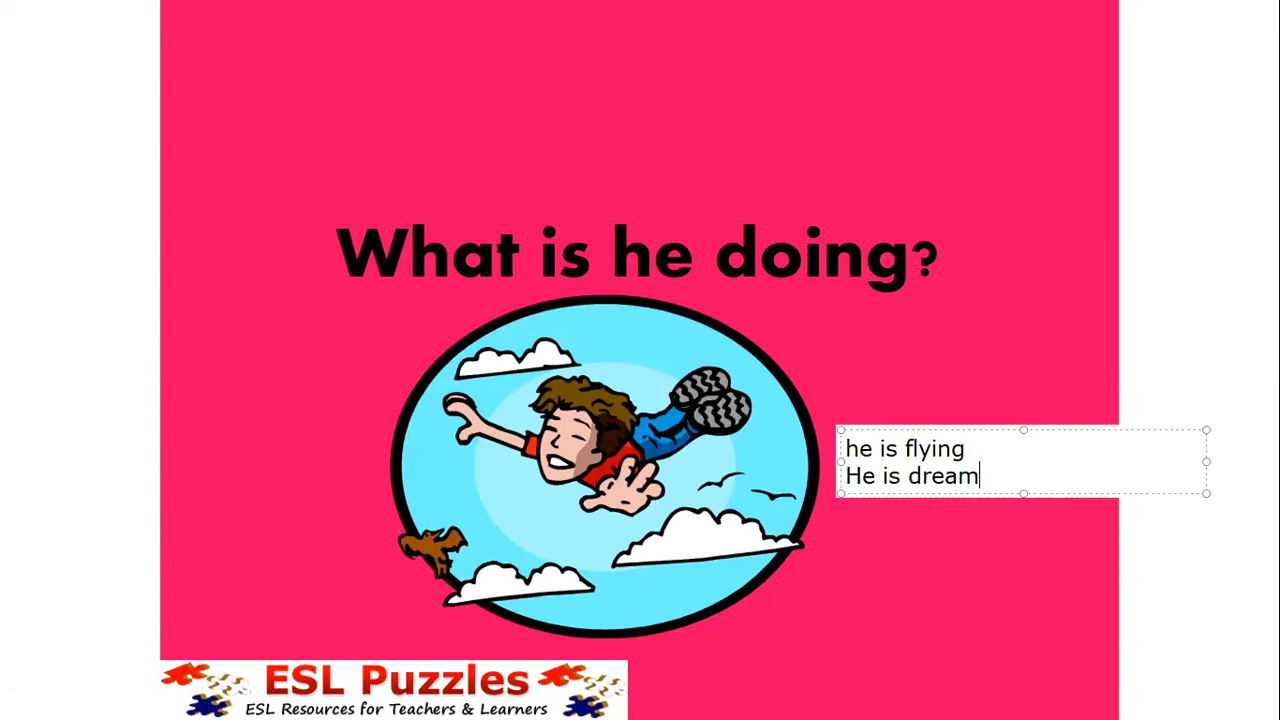 What is he doing?
he is flying
He is dream
ESL Puzzles
ESL Resources for Teachers & Learners